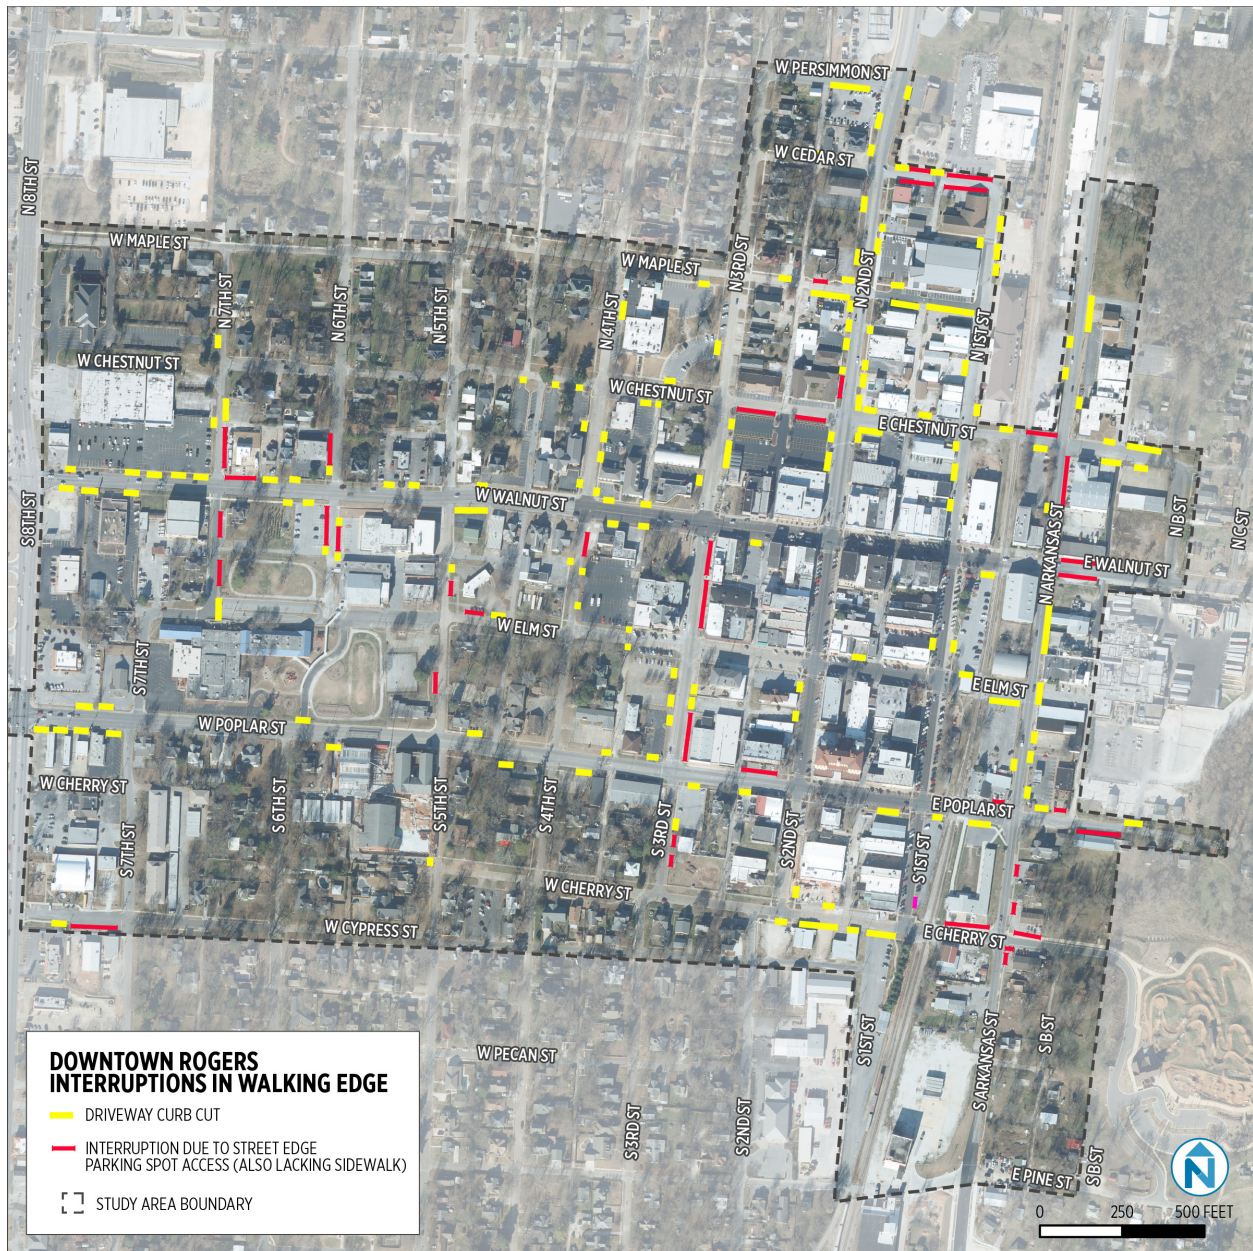 W PERSIMMON ST
W CEDAR ST
N 8TH ST
W MAPLE ST
W MAPLE ST
N 3RD ST
N 2ND ST
N 7TH ST
N 6TH ST
N 5TH ST
N 4TH ST
N 1ST ST
W CHESTNUT ST
W CHESTNUT ST
E CHESTNUT ST
S 8TH ST
W WALNUT ST
N ARKANSAS ST
N B ST
N C ST
E WALNUT ST
W ELM ST
S 7TH ST
E ELM ST
W POPLAR ST
W CHERRY ST
S 6TH ST
S 5TH ST
S 4TH ST
S 3RD ST
S 2ND ST
E POPLAR ST
S 7TH ST
S 1ST ST
W CHERRY ST
W CYPRESS ST
E CHERRY ST
S 1ST ST
S ARKANSAS ST
S B ST
W PECAN ST
S 3RD ST
S 2ND ST
S B ST
E PINE ST
DOWNTOWN ROGERS
INTERRUPTIONS IN WALKING EDGE
DRIVEWAY CURB CUT
INTERRUPTION DUE TO STREET EDGE
PARKING SPOT ACCESS (ALSO LACKING SIDEWALK)
STUDY AREA BOUNDARY
N
0 250 500 FEET